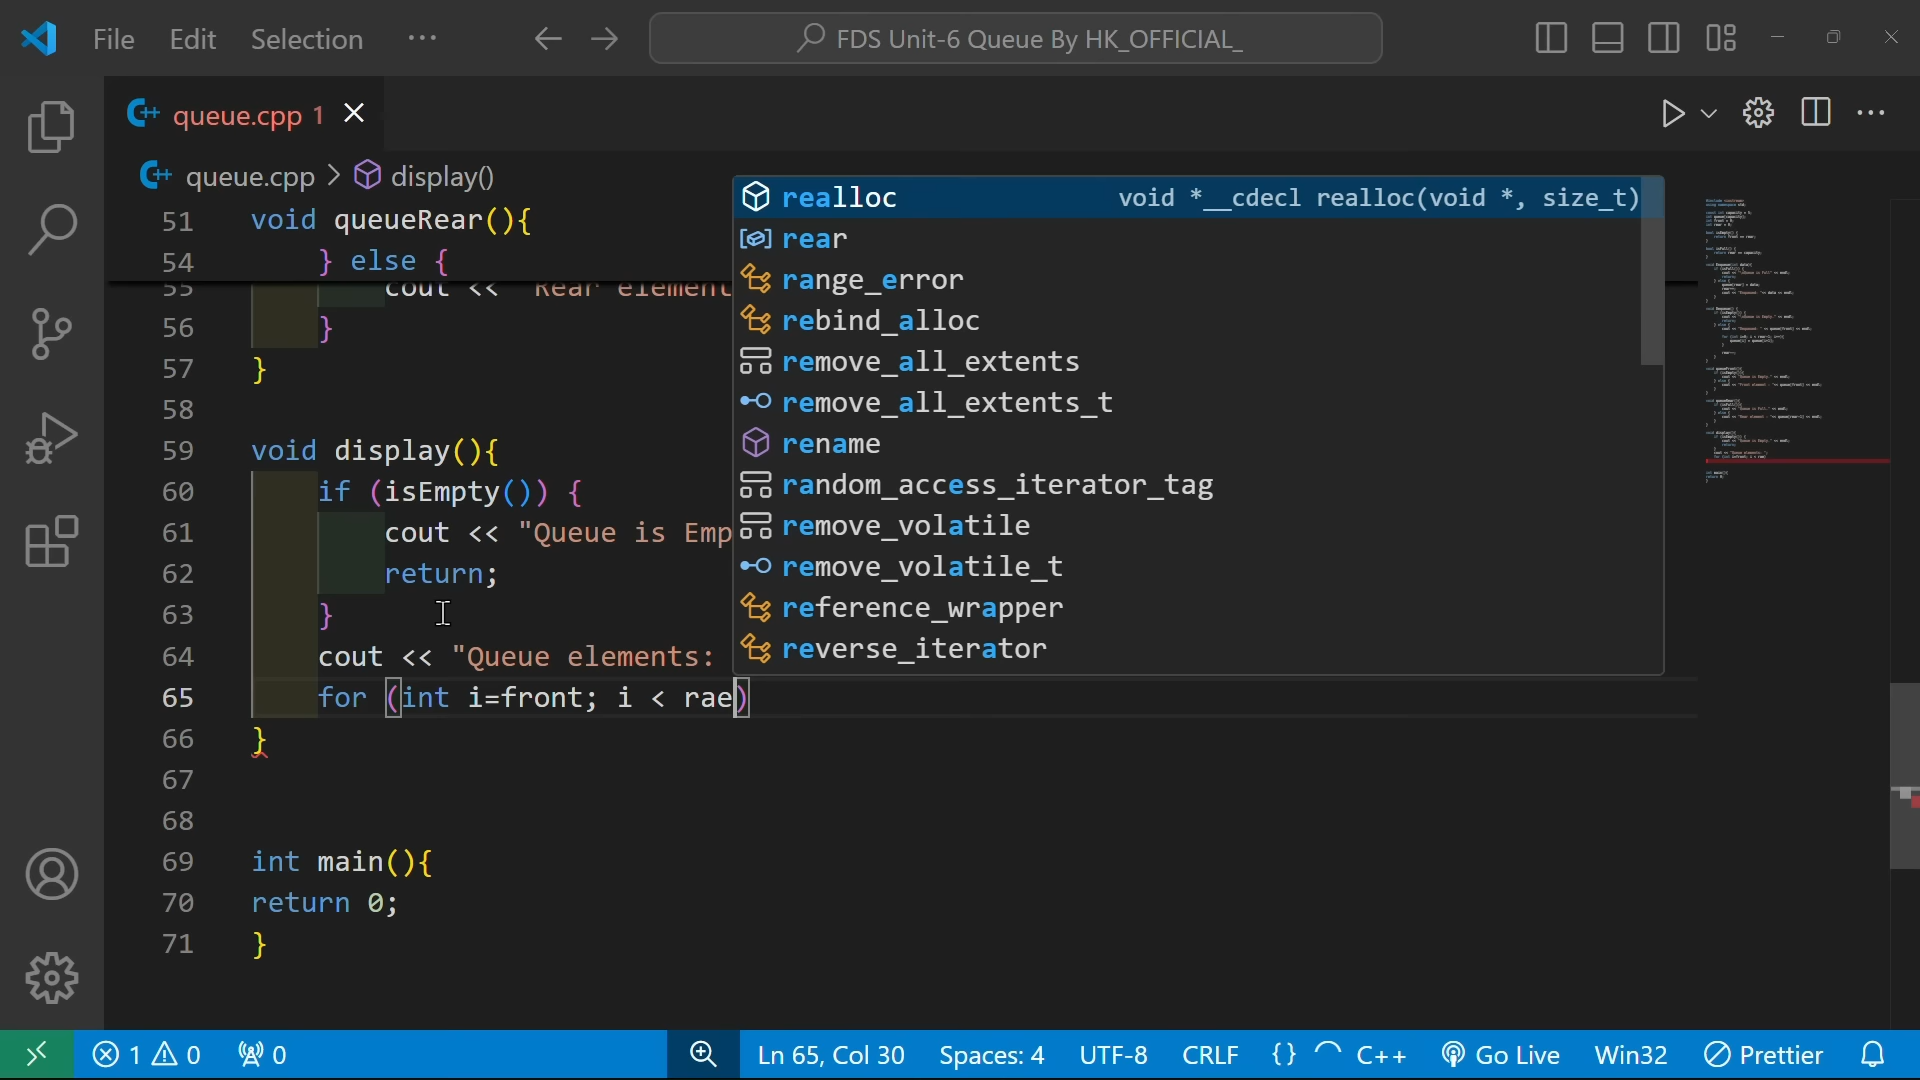 File Edit Selection ...
FDS Unit-6 Queue By HK_OFFICIAL_
queue.cpp 1
queue.cpp > display()
51 void queueRear(){
54 } else {
55 cout << "Rear element
56 }
57 }
58
59 void display(){
60 if (isEmpty()) {
61 cout << "Queue is Emp
62 return;
63 }
64 cout << "Queue elements:
65 for (int i=front; i < rae)
66 }
67
68
69 int main(){
70 return 0;
71 }
realloc void *__cdecl realloc(void *, size_t)
rear
range_error
rebind_alloc
remove_all_extents
remove_all_extents_t
rename
random_access_iterator_tag
remove_volatile
remove_volatile_t
reference_wrapper
reverse_iterator
1 0 0 Ln 65, Col 30 Spaces: 4 UTF-8 CRLF {} C++ Go Live Win32 Prettier